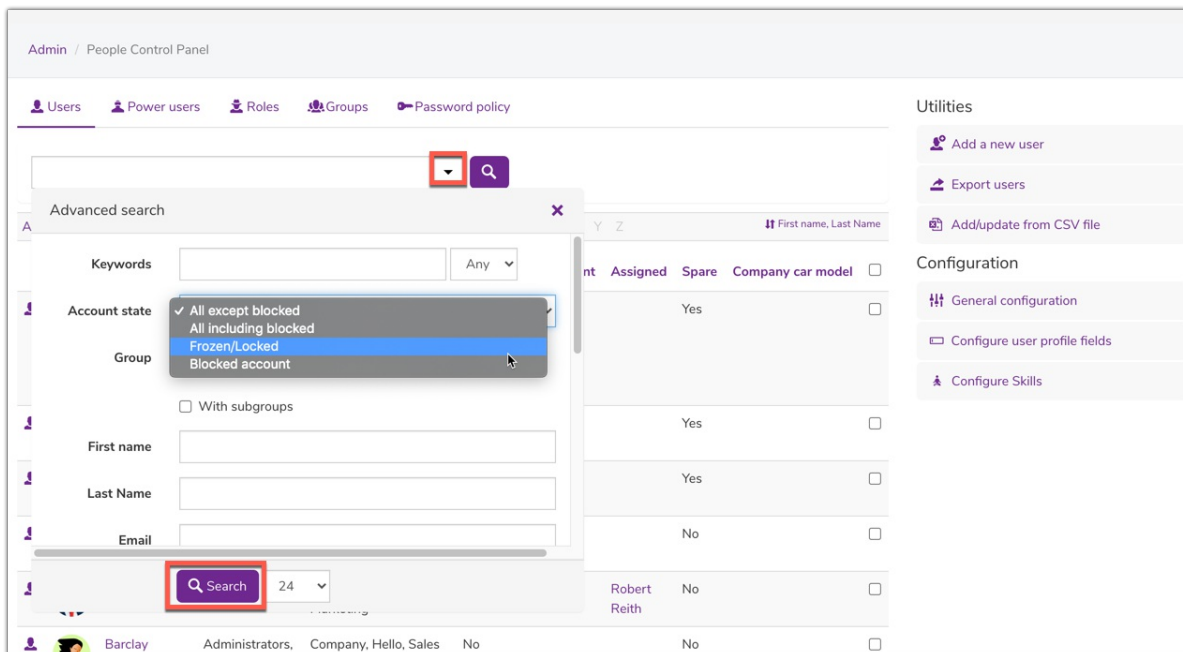 Admin / People Control Panel
Users Power users Roles Groups Password policy
Utilities
Add a new user
Export users
Add/update from CSV file
Configuration
General configuration
Configure user profile fields
Configure Skills
Advanced search
A Y Z First name, Last Name
Keywords Any
nt Assigned Spare Company car model
Account state ✓ All except blocked
All including blocked
Frozen/Locked
Blocked account
Yes
Group
With subgroups
Yes
First name
Last Name
Yes
Email
No
Search 24
Robert No
Reith
Barclay Administrators, Company, Hello, Sales No No